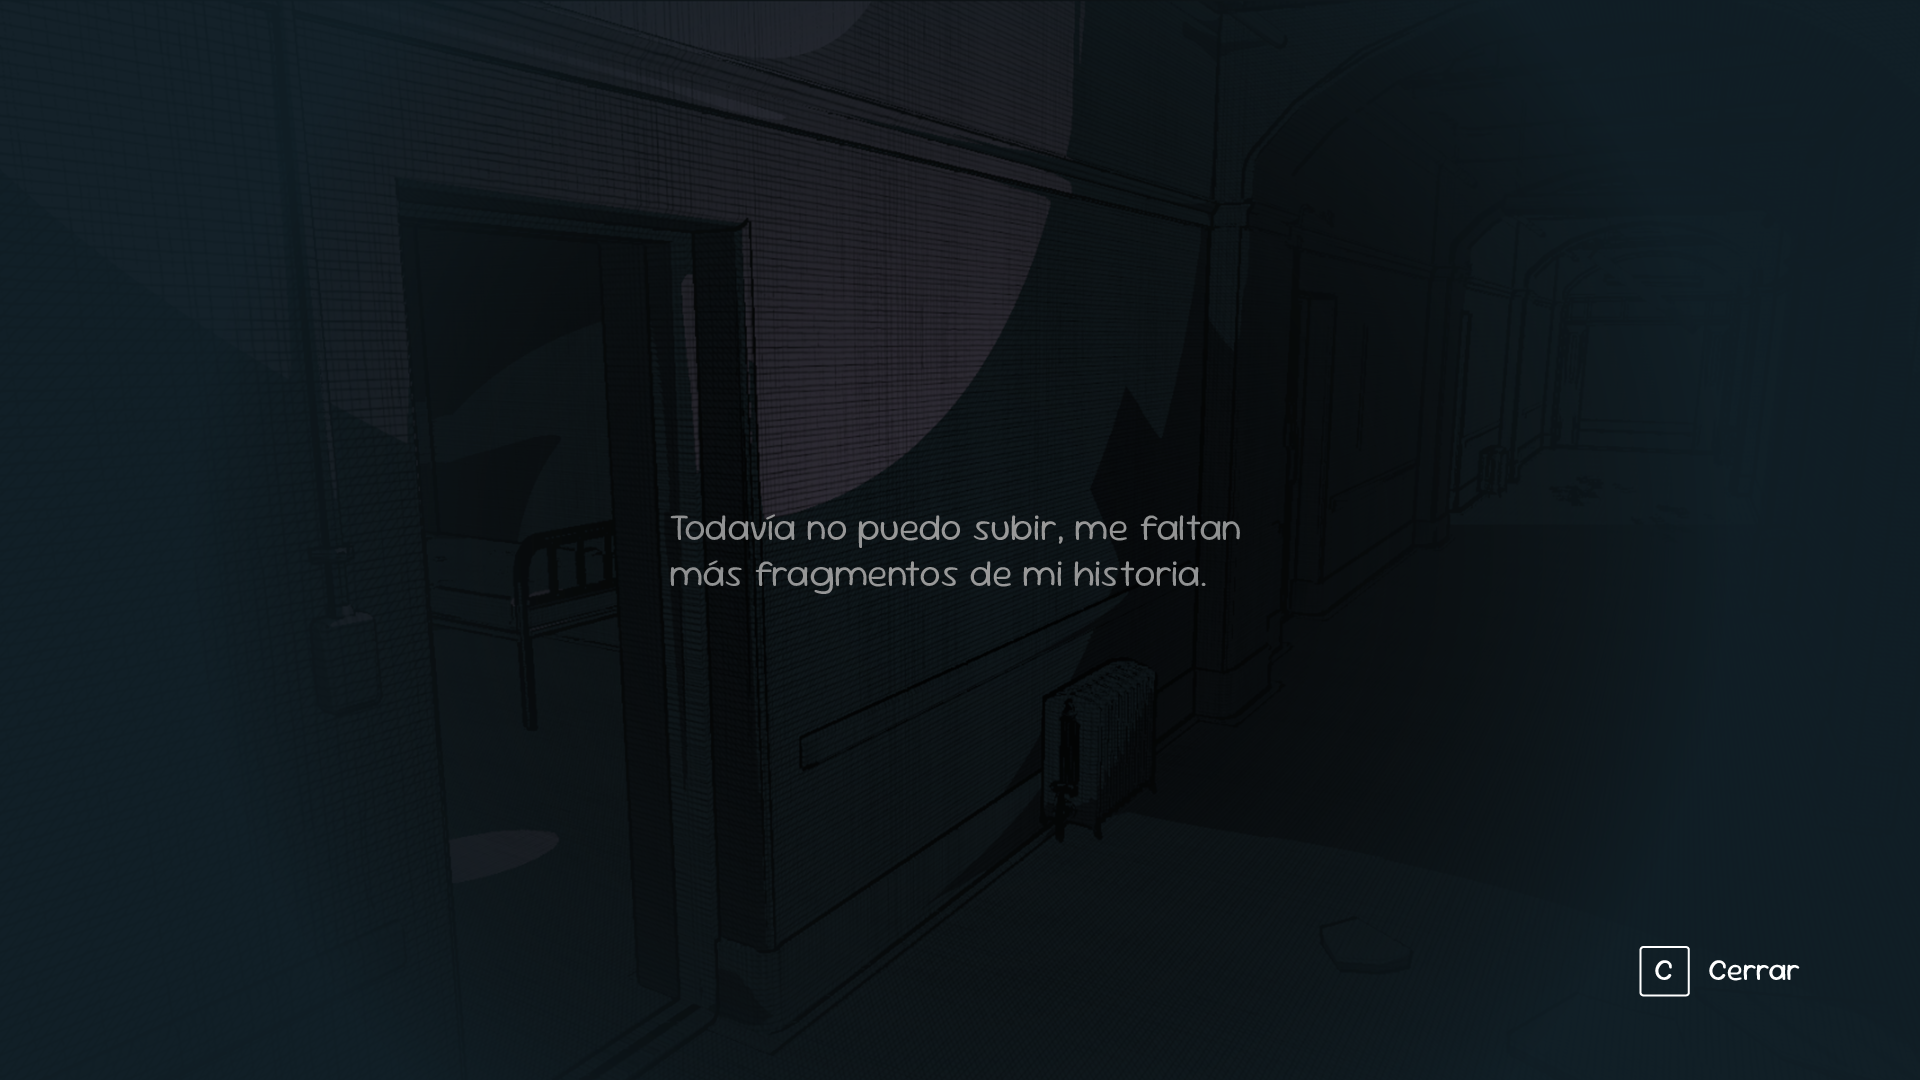 Todavía no puedo subir, me faltan
más fragmentos de mi historia.
C Cerrar